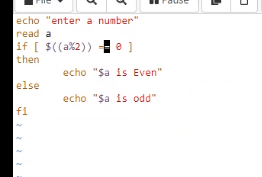 File
Pause
echo "enter a number"
read a
if [ $((a%2)) == 0 ]
then
echo "$a is Even"
else
echo "$a is odd"
fi
~
~
~
~
~